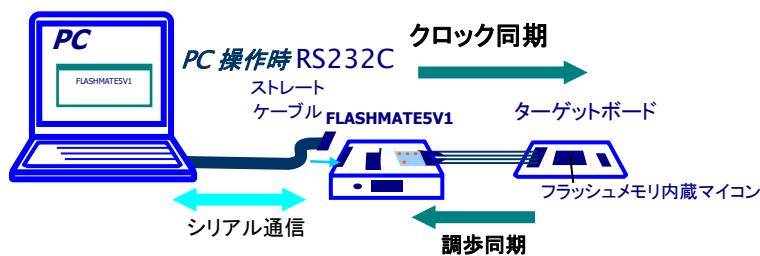 PC
FLASHMATE5V1
PC 操作時 RS232C
ストレート
ケーブル
FLASHMATE5V1
クロック同期
ターゲットボード
フラッシュメモリ内蔵マイコン
シリアル通信
調歩同期